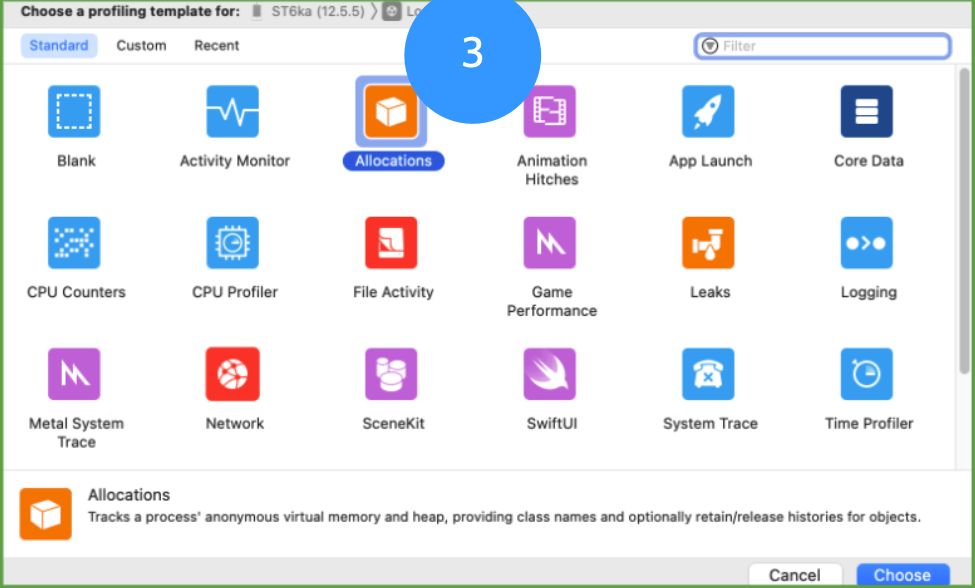 Choose a profiling template for: ST6ka (12.5.5) Lo
3
Standard Custom Recent Filter
Blank Activity Monitor Allocations Animation Hitches App Launch Core Data
CPU Counters CPU Profiler File Activity Game Performance Leaks Logging
Metal System Trace Network SceneKit SwiftUI System Trace Time Profiler
Allocations
Tracks a process' anonymous virtual memory and heap, providing class names and optionally retain/release histories for objects.
Cancel Choose